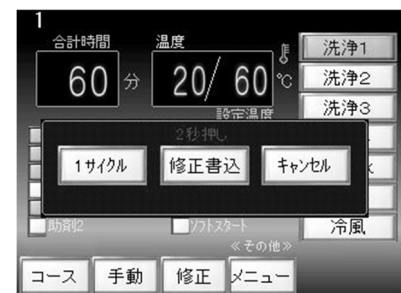 1
合計時間
温度
洗浄1
60 分
20/ 60 ℃
洗浄2
設定温度
洗浄3
2秒押し
1サイクル
修正書込
キャンセル
助剤2
ソフトスタート
冷風
≪その他≫
コース
手動
修正
メニュー